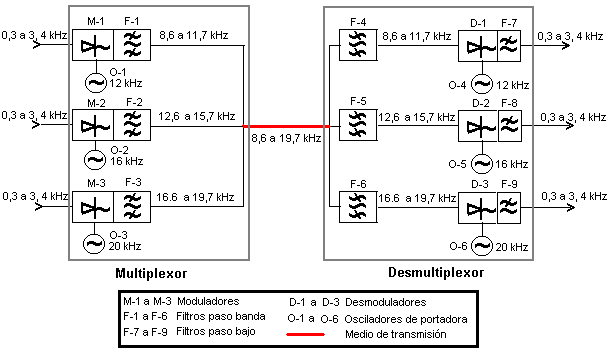 M-1 F-1
0,3 a 3, 4 kHz
8,6 a 11,7 kHz
O-1
12 kHz
M-2 F-2
0,3 a 3, 4 kHz
12,6 a 15,7 kHz
O-2
16 kHz
M-3 F-3
0,3 a 3, 4 kHz
16.6 a 19,7 kHz
O-3
20 kHz
8,6 a 19,7 kHz
F-4
8,6 a 11,7 kHz
D-1 F-7
0,3 a 3, 4 kHz
O-4
12 kHz
F-5
12,6 a 15,7 kHz
D-2 F-8
0,3 a 3, 4 kHz
O-5
16 kHz
F-6
16.6 a 19,7 kHz
D-3 F-9
0,3 a 3, 4 kHz
O-6
20 kHz
Multiplexor
Desmultiplexor
M-1 a M-3 Moduladores
F-1 a F-6 Filtros paso banda
F-7 a F-9 Filtros paso bajo
D-1 a D-3 Desmoduladores
O-1 a O-6 Osciladores de portadora
Medio de transmisión